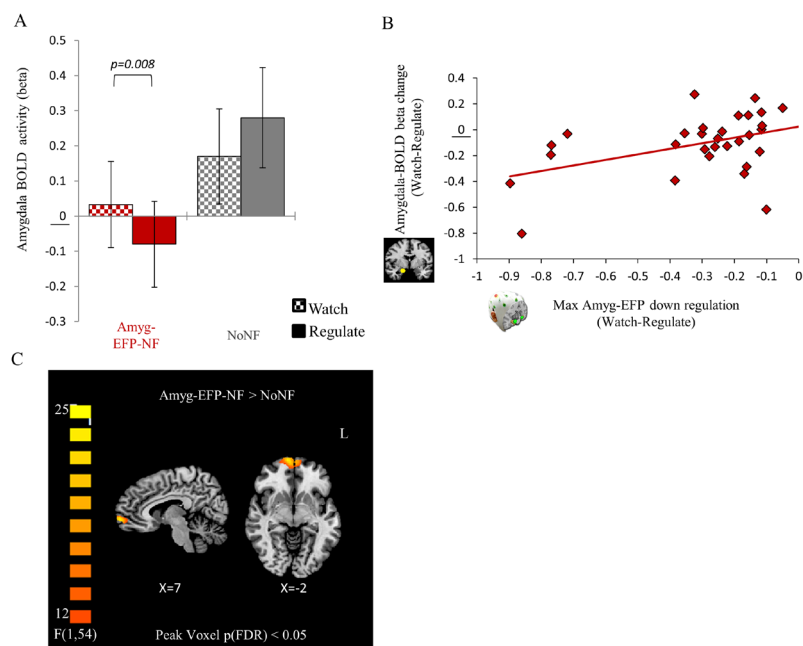 A
0.5
0.4
0.3
0.2
0.1
0
-0.1
-0.2
-0.3
Amygdala BOLD activity (beta)
p=0.008
Amyg-
EFP-NF
NoNF
Watch
Regulate
B
0.4
0.2
0
-0.2
-0.4
-0.6
-0.8
-1
Amygdala-BOLD beta change
(Watch-Regulate)
-1 -0.9 -0.8 -0.7 -0.6 -0.5 -0.4 -0.3 -0.2 -0.1 0
Max Amyg-EFP down regulation
(Watch-Regulate)
C
Amyg-EFP-NF > NoNF
25
L
X=7 X=-2
12
F(1,54) Peak Voxel p(FDR) < 0.05